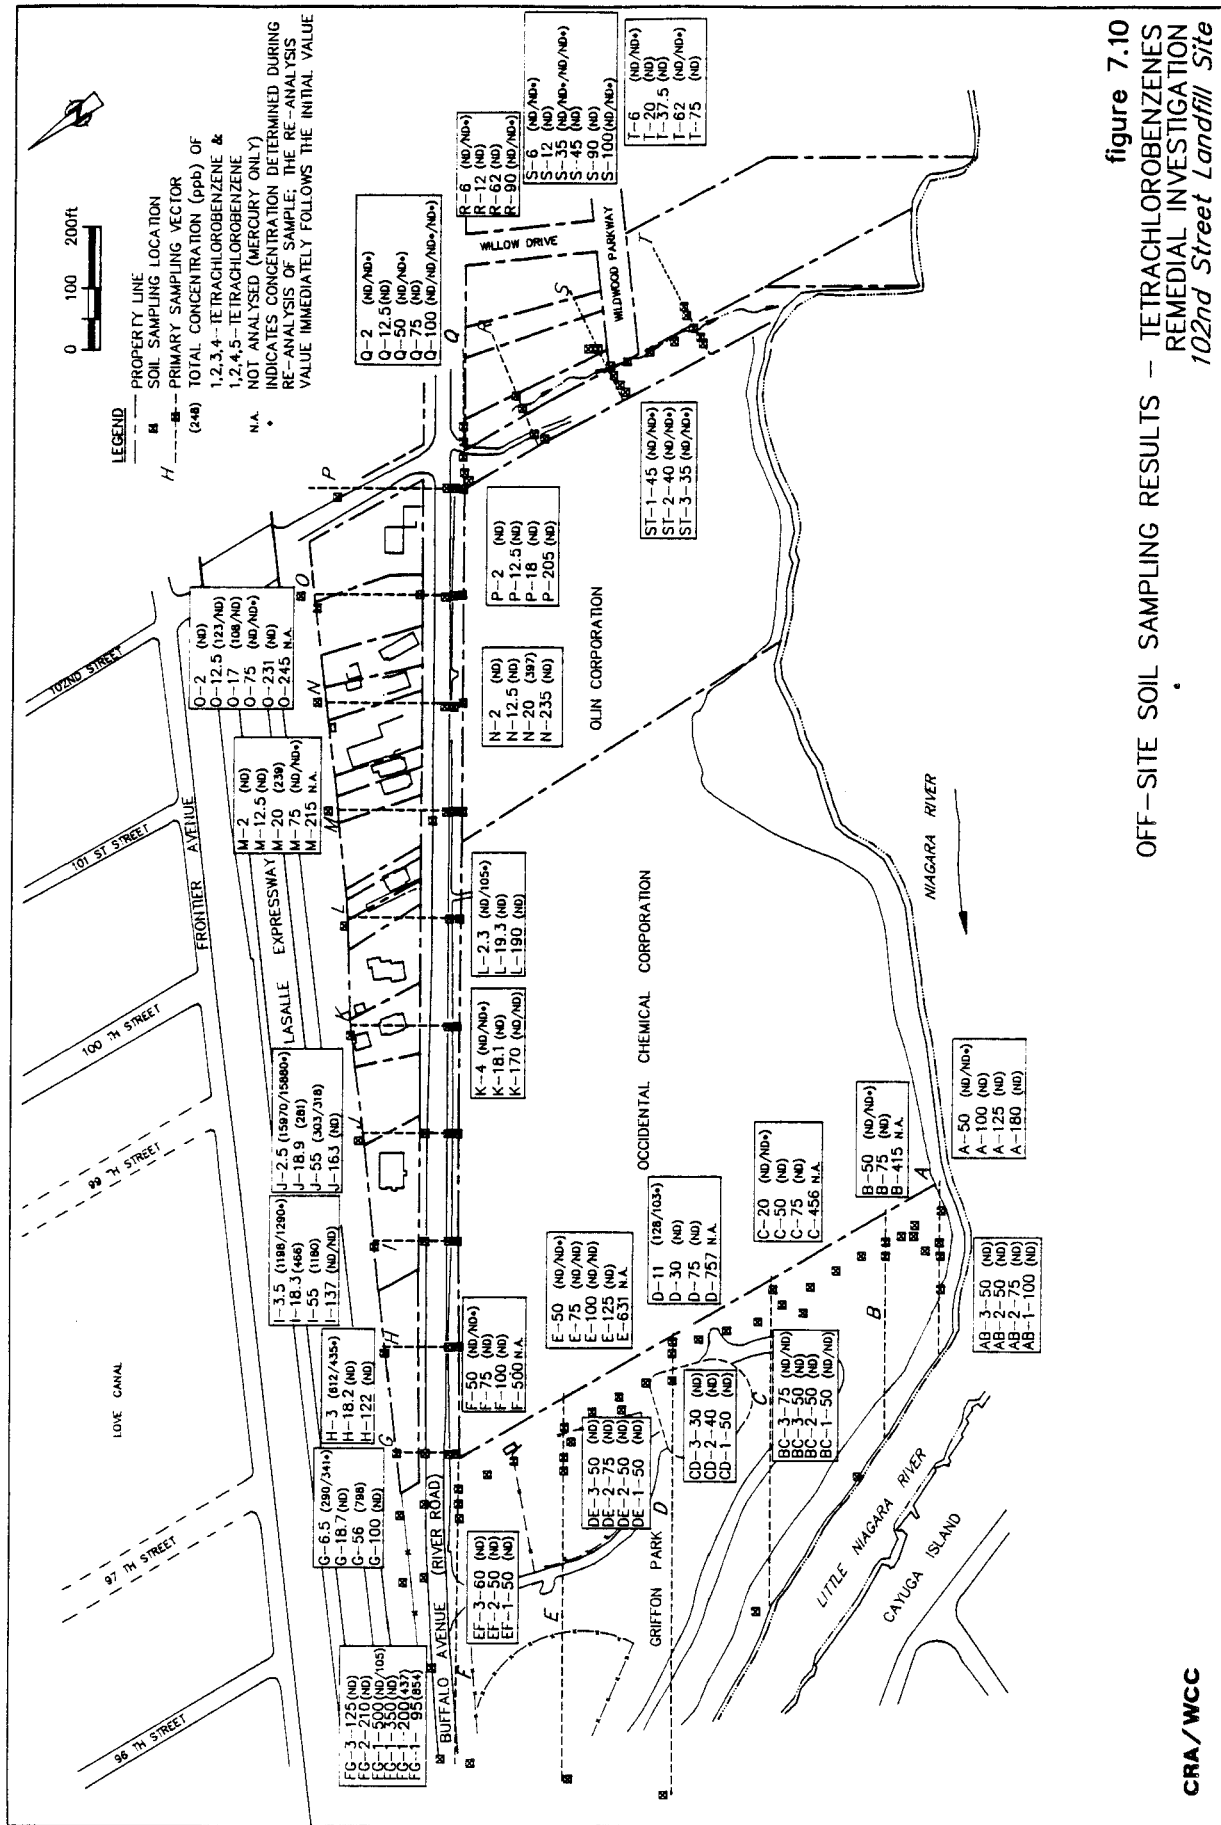 LEGEND
PROPERTY LINE
SOIL SAMPLING LOCATION
H PRIMARY SAMPLING VECTOR
(248) TOTAL CONCENTRATION (ppb) OF
1,2,3,4-TETRACHLOROBENZENE &
1,2,4,5-TETRACHLOROBENZENE
N.A. NOT ANALYSED (MERCURY ONLY)
* INDICATES CONCENTRATION DETERMINED DURING
RE-ANALYSIS OF SAMPLE; THE RE-ANALYSIS
VALUE IMMEDIATELY FOLLOWS THE INITIAL VALUE
0 100 200ft
96 TH STREET
97 TH STREET
LOVE CANAL
99 TH STREET
100 TH STREET
101 ST STREET
102ND STREET
FRONTIER AVENUE
LASALLE EXPRESSWAY
FG-3-125(ND)
FG-2-210(ND)
FG-1-500(ND/105)
FG-1-350(ND)
FG-1-200(437)
FG-1-95(854)
G-6.5 (290/341*)
G-18.7 (ND)
G-56 (798)
G-100 (ND)
H-3 (612/435*)
H-18.2 (ND)
H-122 (ND)
I-3.5 (1198/1290*)
I-18.3 (466)
I-55 (1180)
I-137 (ND/ND)
J-2.5 (15970/15880*)
J-18.9 (281)
J-55 (303/318)
J-163 (ND)
M-2 (ND)
M-12.5 (ND)
M-20 (239)
M-75 (ND/ND*)
M-215 N.A.
O-2 (ND)
O-12.5 (123/ND)
O-17 (108/ND)
O-75 (ND/ND*)
O-231 (ND)
O-245 N.A.
Q-2 (ND/ND*)
Q-12.5(ND)
Q-50 (ND/ND*)
Q-75 (ND)
Q-100 (ND/ND*/ND/ND*)
R-6 (ND/ND*)
R-12 (ND)
R-62 (ND)
R-90 (ND/ND*)
S-6 (ND/ND*)
S-12 (ND)
S-35 (ND/ND*/ND/ND*)
S-45 (ND)
S-90 (ND)
S-100(ND/ND*)
T-6 (ND/ND*)
T-20 (ND)
T-37.5 (ND)
T-62 (ND/ND*)
T-75 (ND)
G H I J K L M N O P Q R S T
WILLOW DRIVE
WILDWOOD PARKWAY
BUFFALO AVENUE (RIVER ROAD)
EF-3-60 (ND)
EF-2-50 (ND)
EF-1-50 (ND)
F-50 (ND/ND*)
F-75 (ND)
F-100 (ND)
F-500 N.A.
K-4 (ND/ND*)
K-18.1 (ND)
K-170 (ND/ND)
L-2.3 (ND/105*)
L-19.3 (ND)
L-190 (ND)
N-2 (ND)
N-12.5 (ND)
N-20 (397)
N-235 (ND)
P-2 (ND)
P-12.5 (ND)
P-18 (ND)
P-205 (ND)
ST-1-45 (ND/ND*)
ST-2-40 (ND/ND*)
ST-3-35 (ND/ND*)
E-50 (ND/ND*)
E-75 (ND/ND)
E-100 (ND/ND)
E-125 (ND)
E-631 N.A.
DE-3-50 (ND)
DE-2-75 (ND)
DE-2-50 (ND)
DE-1-50 (ND)
OLIN CORPORATION
OCCIDENTAL CHEMICAL CORPORATION
D-11 (128/103*)
D-30 (ND)
D-75 (ND)
D-757 N.A.
CD-3-30 (ND)
CD-2-40 (ND)
CD-1-50 (ND)
C-20 (ND/ND*)
C-50 (ND)
C-75 (ND)
C-456 N.A.
BC-3-75 (ND/ND)
BC-3-50 (ND)
BC-2-50 (ND)
BC-1-50 (ND/ND)
B-50 (ND/ND*)
B-75 (ND)
B-415 N.A.
A-50 (ND/ND*)
A-100 (ND)
A-125 (ND)
A-180 (ND)
AB-3-50 (ND)
AB-2-50 (ND)
AB-2-75 (ND)
AB-1-100 (ND)
F
E
GRIFFON PARK
D
C
B
A
LITTLE NIAGARA RIVER
CAYUGA ISLAND
NIAGARA RIVER
figure 7.10
OFF-SITE SOIL SAMPLING RESULTS - TETRACHLOROBENZENES
REMEDIAL INVESTIGATION
102nd Street Landfill Site
CRA/WCC